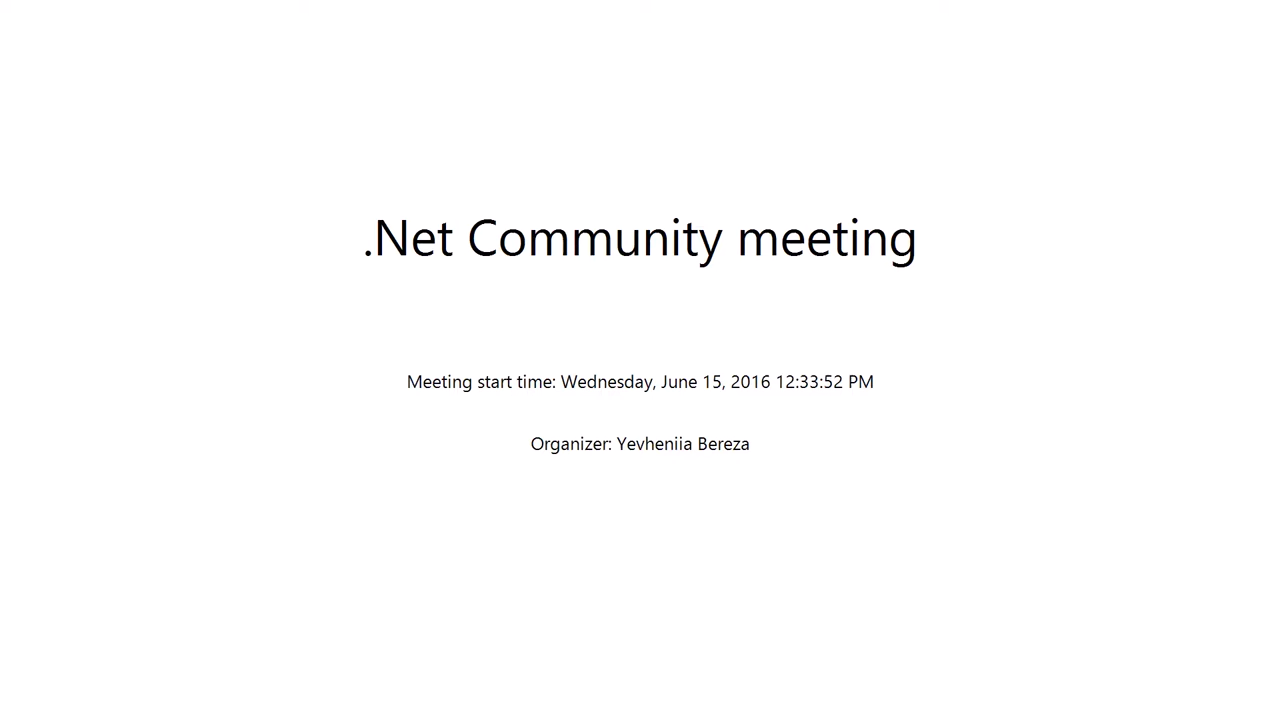 .Net Community meeting
Meeting start time: Wednesday, June 15, 2016 12:33:52 PM
Organizer: Yevheniia Bereza